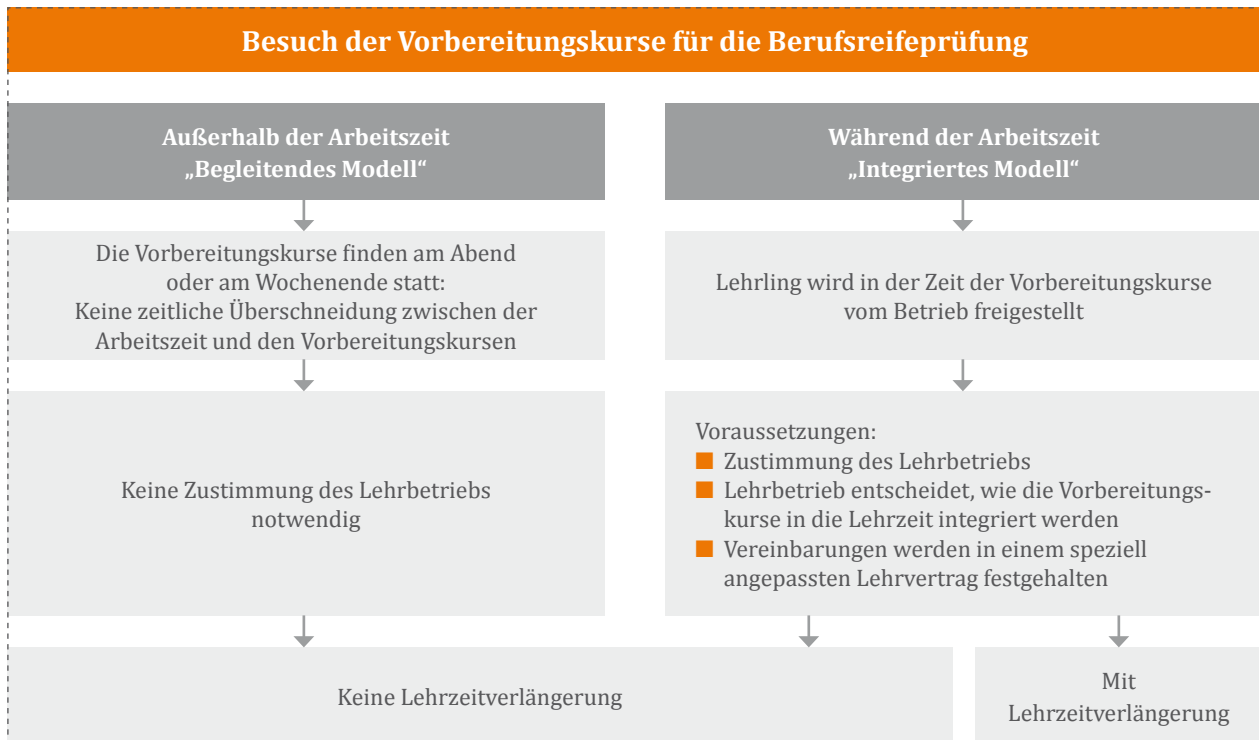 Besuch der Vorbereitungskurse für die Berufsreifeprüfung
Außerhalb der Arbeitszeit
„Begleitendes Modell“
Während der Arbeitszeit
„Integriertes Modell“
Die Vorbereitungskurse finden am Abend
oder am Wochenende statt:
Keine zeitliche Überschneidung zwischen der
Arbeitszeit und den Vorbereitungskursen
Lehrling wird in der Zeit der Vorbereitungskurse
vom Betrieb freigestellt
Keine Zustimmung des Lehrbetriebs
notwendig
Voraussetzungen:
Zustimmung des Lehrbetriebs
Lehrbetrieb entscheidet, wie die Vorbereitungs-
kurse in die Lehrzeit integriert werden
Vereinbarungen werden in einem speziell
angepassten Lehrvertrag festgehalten
Keine Lehrzeitverlängerung
Mit
Lehrzeitverlängerung